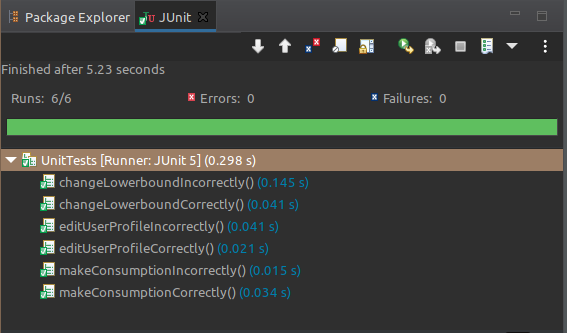 Package Explorer JUnit
Finished after 5.23 seconds
Runs: 6/6 Errors: 0 Failures: 0
UnitTests [Runner: JUnit 5] (0.298 s)
changeLowerboundIncorrectly() (0.145 s)
changeLowerboundCorrectly() (0.041 s)
editUserProfileIncorrectly() (0.041 s)
editUserProfileCorrectly() (0.021 s)
makeConsumptionIncorrectly() (0.015 s)
makeConsumptionCorrectly() (0.034 s)